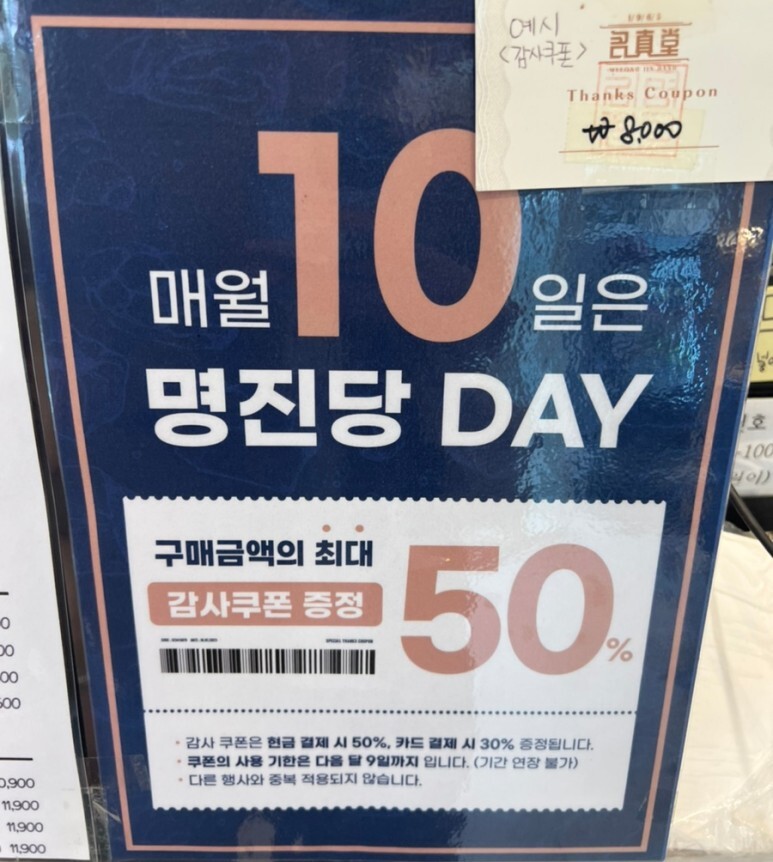 예시
<감사쿠폰>
名真堂
Thanks Coupon
₩ 8,000
매월 10 일은
명진당 DAY
구매금액의 최대
감사쿠폰 증정
50%
• 감사 쿠폰은 현금 결제 시 50%, 카드 결제 시 30% 증정됩니다.
• 쿠폰의 사용 기한은 다음 달 9일까지 입니다. (기간 연장 불가)
• 다른 행사와 중복 적용되지 않습니다.
0,900
11,900
11,900
11,900